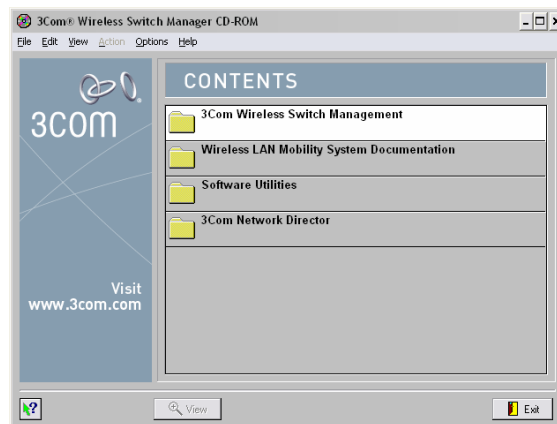 3Com® Wireless Switch Manager CD-ROM
File Edit View Action Options Help
3COM
Visit
www.3com.com
CONTENTS
3Com Wireless Switch Management
Wireless LAN Mobility System Documentation
Software Utilities
3Com Network Director
View
Exit